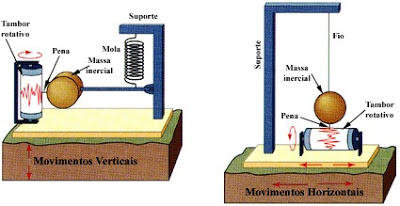 Tambor
rotativo
Pena
Massa
inercial
Mola
Suporte
Movimentos Verticais
Suporte
Fio
Massa
inercial
Pena
Tambor
rotativo
Movimentos Horizontais